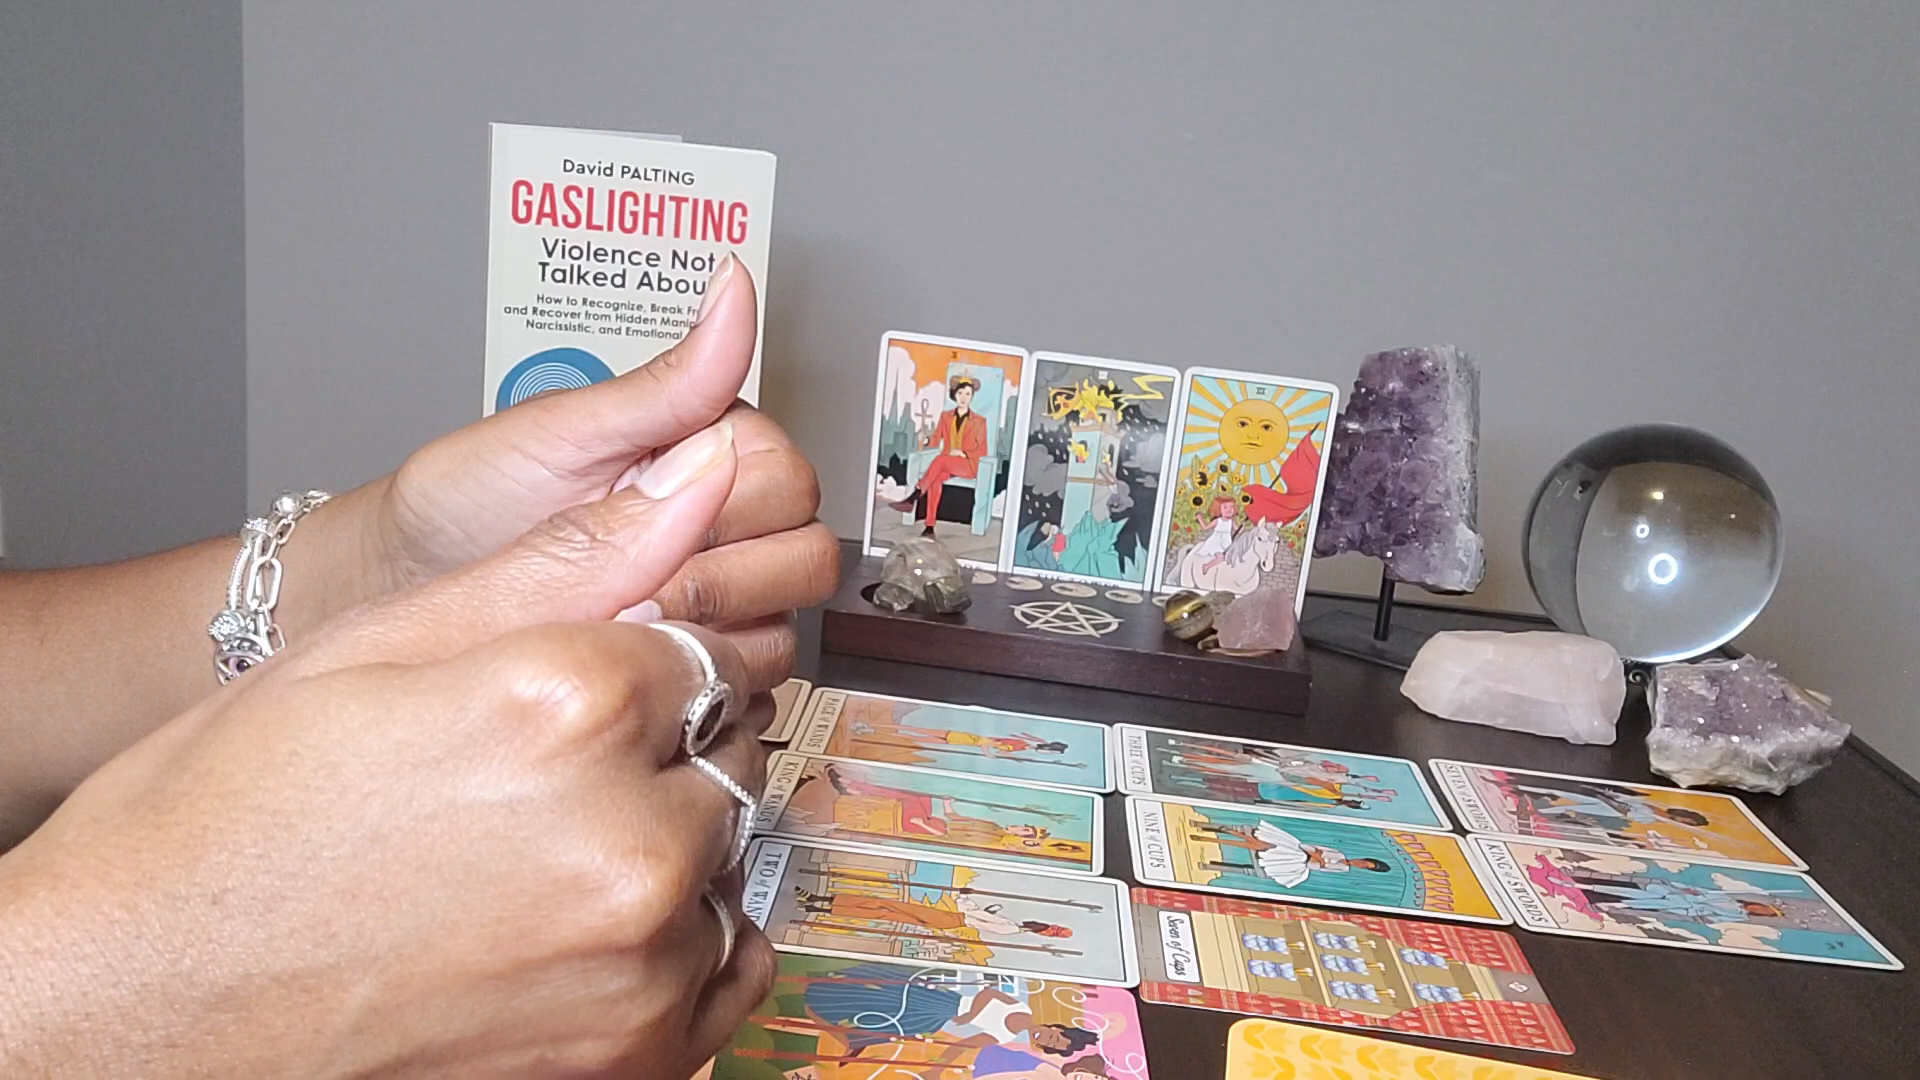 David PALTING
GASLIGHTING
Violence Not
Talked Abou
How to Recognize, Break Fr
and Recover from Hidden Manip
Narcissistic, and Emotional
PAGE of WANDS
THREE of CUPS
SEVEN of SWORDS
KING of WANDS
NINE of CUPS
KING of SWORDS
TWO of WAND
Seven of Cups